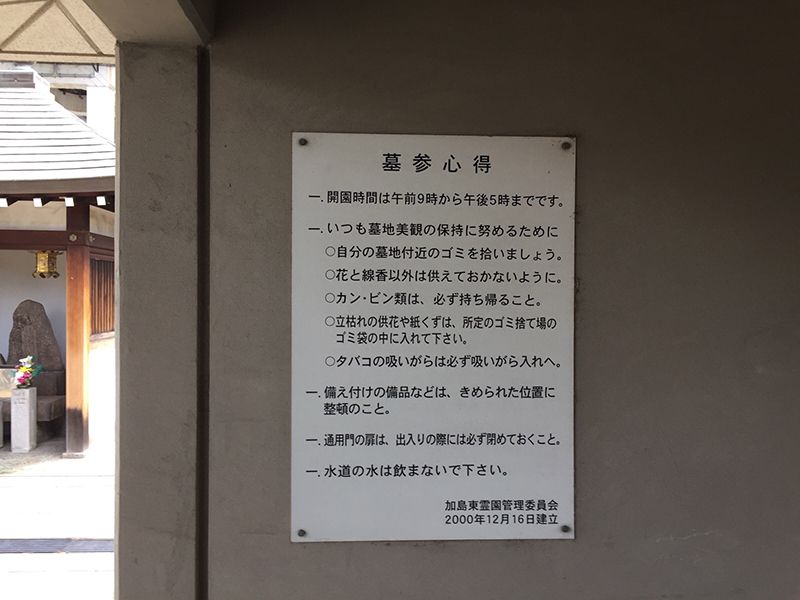 墓参心得
一.開園時間は午前9時から午後5時までです。
一.いつも墓地美観の保持に努めるために
○自分の墓地付近のゴミを拾いましょう。
○花と線香以外は供えておかないように。
○カン・ビン類は、必ず持ち帰ること。
○立枯れの供花や紙くずは、所定のゴミ捨て場の
ゴミ袋の中に入れて下さい。
○タバコの吸いがらは必ず吸いがら入れへ。
一.備え付けの備品などは、きめられた位置に
整頓のこと。
一.通用門の扉は、出入りの際には必ず閉めておくこと。
一.水道の水は飲まないで下さい。
加島東霊園管理委員会
2000年12月16日建立